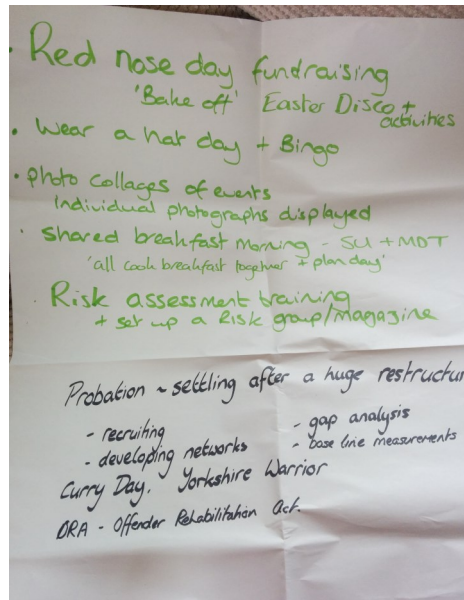 • Red nose day fundraising
'Bake off' Easter Disco +
activities
• Wear a hat day + Bingo
• photo collages of events
Individual photographs displayed
• Shared breakfast morning - SU + MDT
'all cook breakfast together + plan day'
• Risk assessment training
+ set up a Risk group/magazine
Probation ~ settling after a huge restructur
- recruiting
- gap analysis
- developing networks
- base line measurements
Curry Day. Yorkshire Warrior
ORA - Offender Rehabilitation Act.